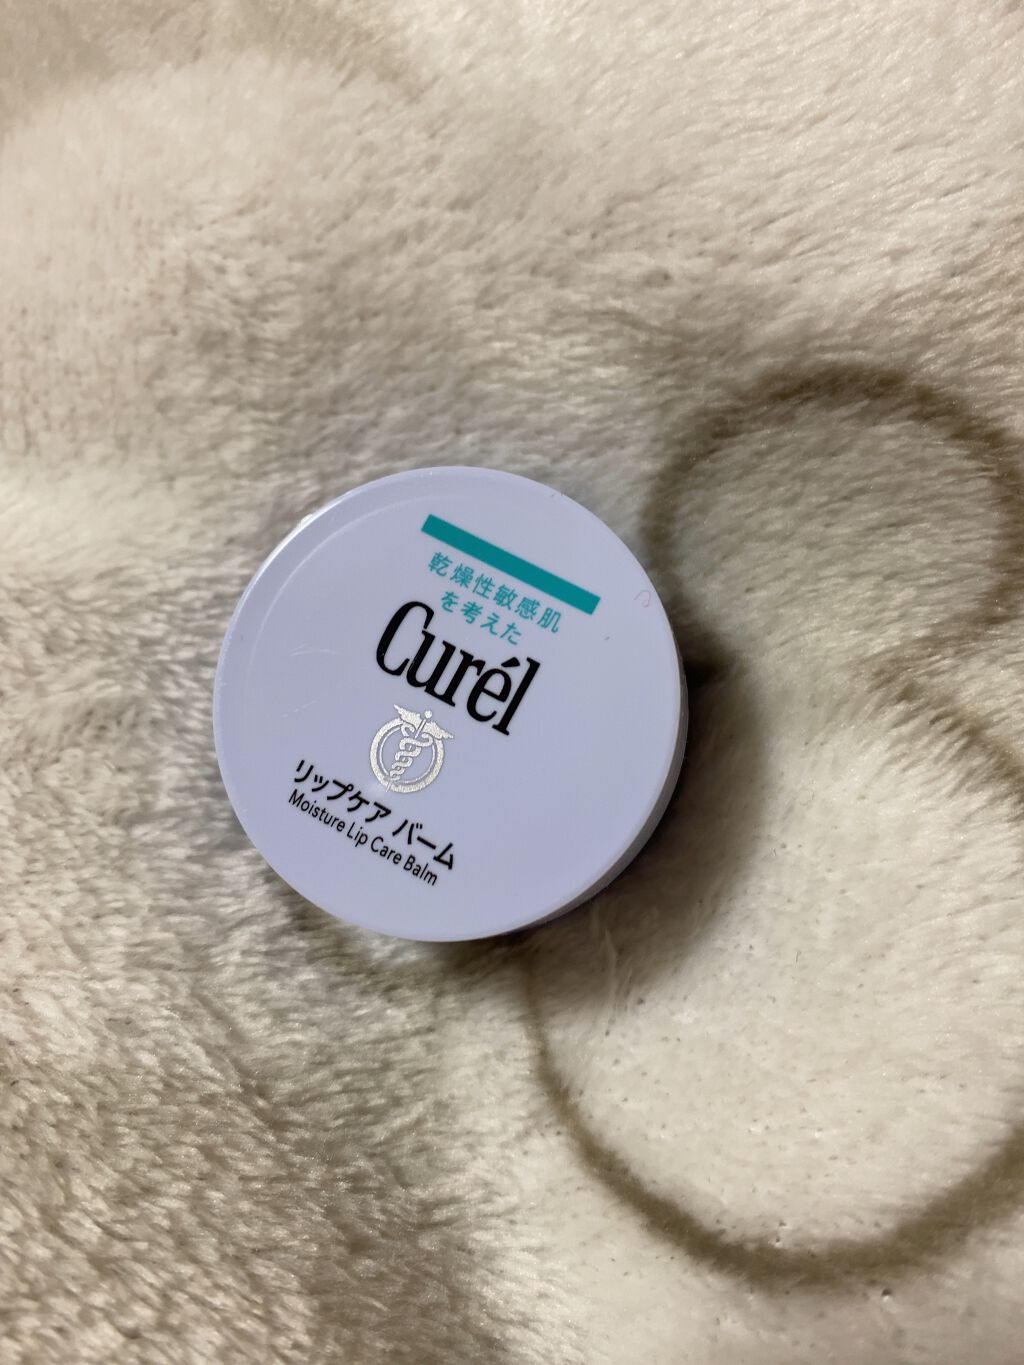 乾燥性敏感肌
を考えた
Curél
リップケア バーム
Moisture Lip Care Balm